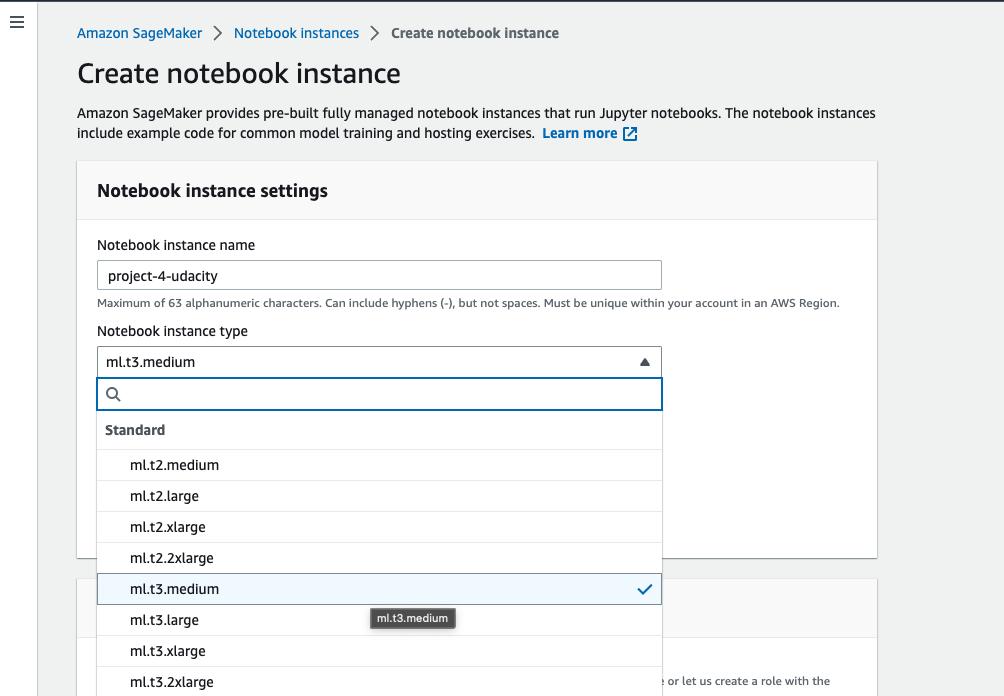 Amazon SageMaker > Notebook instances > Create notebook instance
Create notebook instance
Amazon SageMaker provides pre-built fully managed notebook instances that run Jupyter notebooks. The notebook instances
include example code for common model training and hosting exercises. Learn more
Notebook instance settings
Notebook instance name
project-4-udacity
Maximum of 63 alphanumeric characters. Can include hyphens (-), but not spaces. Must be unique within your account in an AWS Region.
Notebook instance type
ml.t3.medium
Standard
ml.t2.medium
ml.t2.large
ml.t2.xlarge
ml.t2.2xlarge
ml.t3.medium
ml.t3.large
ml.t3.medium
ml.t3.xlarge
ml.t3.2xlarge
or let us create a role with the